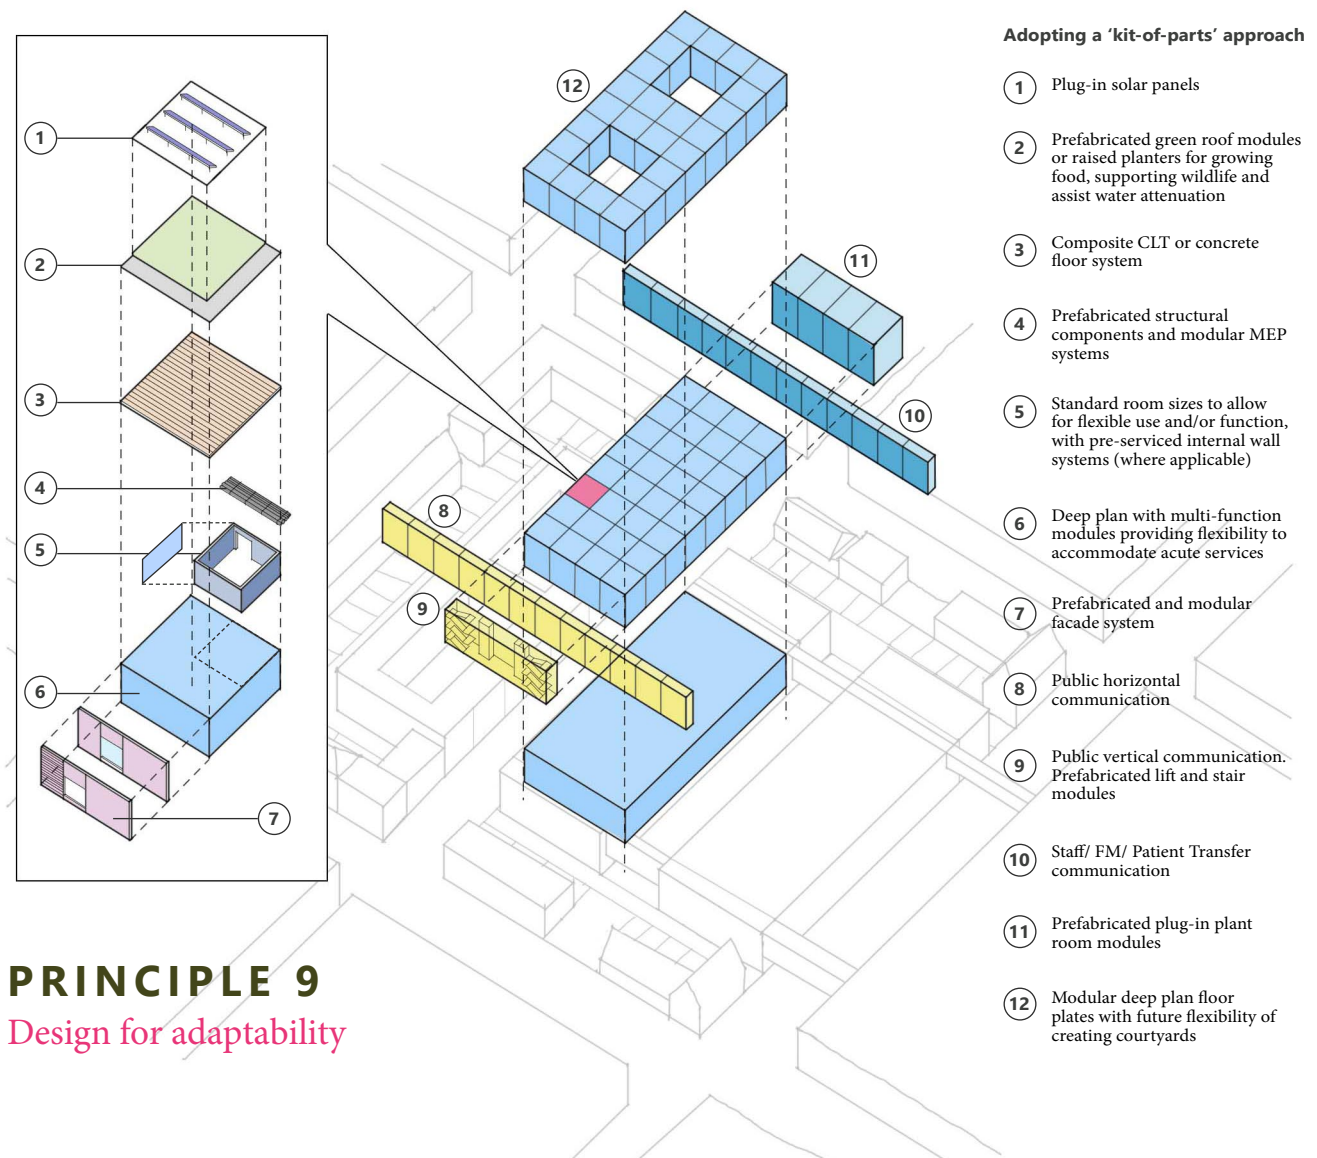 Adopting a ‘kit-of-parts’ approach
1 Plug-in solar panels
2 Prefabricated green roof modules
or raised planters for growing
food, supporting wildlife and
assist water attenuation
3 Composite CLT or concrete
floor system
4 Prefabricated structural
components and modular MEP
systems
5 Standard room sizes to allow
for flexible use and/or function,
with pre-serviced internal wall
systems (where applicable)
6 Deep plan with multi-function
modules providing flexibility to
accommodate acute services
7 Prefabricated and modular
facade system
8 Public horizontal
communication
9 Public vertical communication.
Prefabricated lift and stair
modules
10 Staff/ FM/ Patient Transfer
communication
11 Prefabricated plug-in plant
room modules
12 Modular deep plan floor
plates with future flexibility of
creating courtyards
1
2
3
4
5
6
7
12
11
10
8
9
PRINCIPLE 9
Design for adaptability